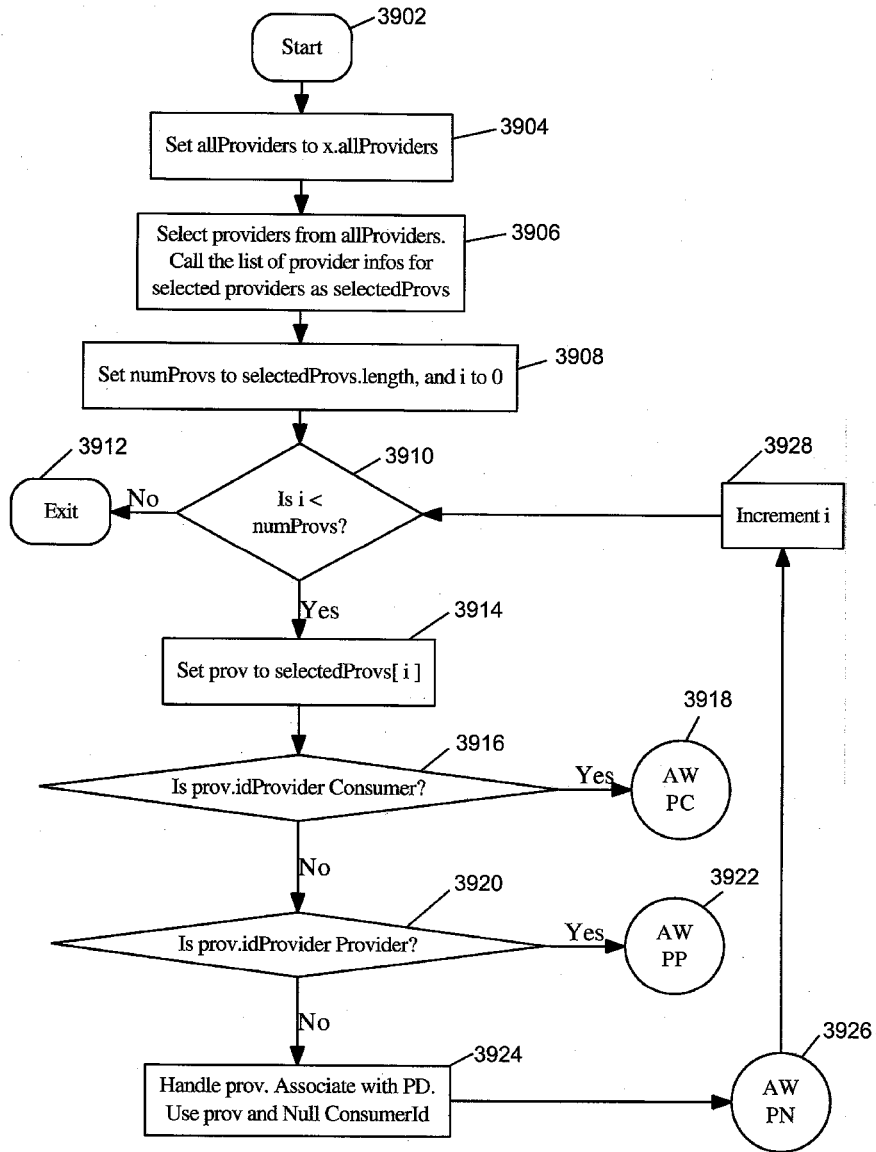 3902
Start
3904
Set allProviders to x.allProviders
3906
Select providers from allProviders.
Call the list of provider infos for
selected providers as selectedProvs
3908
Set numProvs to selectedProvs.length, and i to 0
3912
Exit
No
3910
Is i <
numProvs?
3928
Increment i
Yes
3914
Set prov to selectedProvs[ i ]
3916
Is prov.idProvider Consumer?
Yes
3918
AW
PC
No
3920
Is prov.idProvider Provider?
Yes
3922
AW
PP
No
3924
Handle prov. Associate with PD.
Use prov and Null ConsumerId
3926
AW
PN